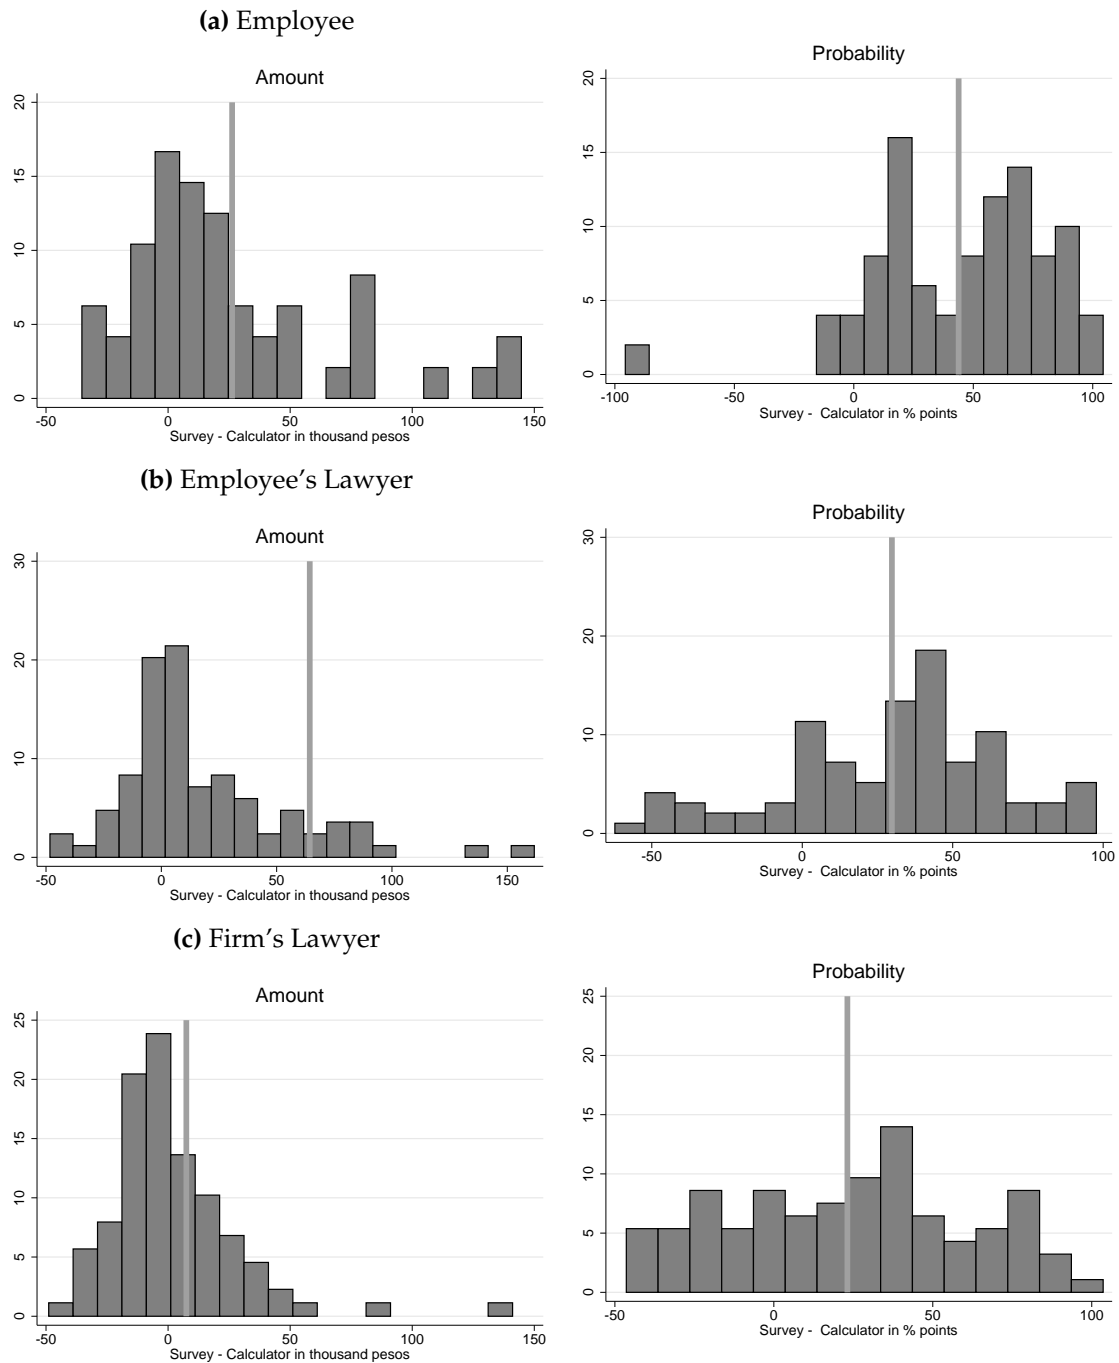 (a) Employee
Amount
20
15
10
5
0
-50 0 50 100 150
Survey - Calculator in thousand pesos
Probability
20
15
10
5
0
-100 -50 0 50 100
Survey -  Calculator in % points
(b) Employee's Lawyer
Amount
30
20
10
0
-50 0 50 100 150
Survey - Calculator in thousand pesos
Probability
30
20
10
0
-50 0 50 100
Survey -  Calculator in % points
(c) Firm's Lawyer
Amount
25
20
15
10
5
0
-50 0 50 100 150
Survey - Calculator in thousand pesos
Probability
25
20
15
10
5
0
-50 0 50 100
Survey -  Calculator in % points